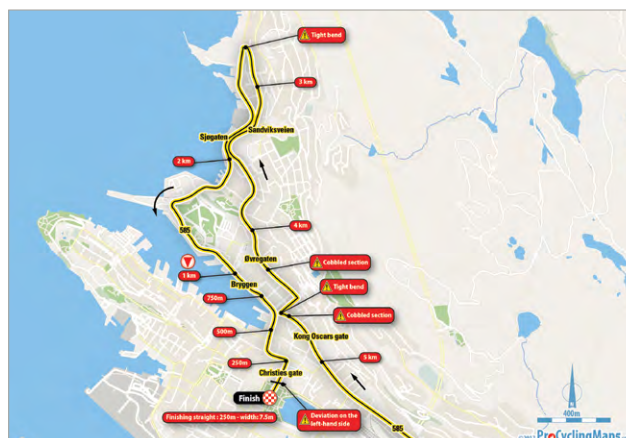 Tight bend
3 km
Sjøgaten
Sandviksveien
2 km
585
4 km
Øvregaten
Cobbled section
1 km
Bryggen
Tight bend
750m
Cobbled section
500m
Kong Oscars gate
250m
5 km
Christies gate
Finish
Finishing straight : 250m - width: 7.5m
Deviation on the
left-hand side
585
400m
ProCyclingMaps